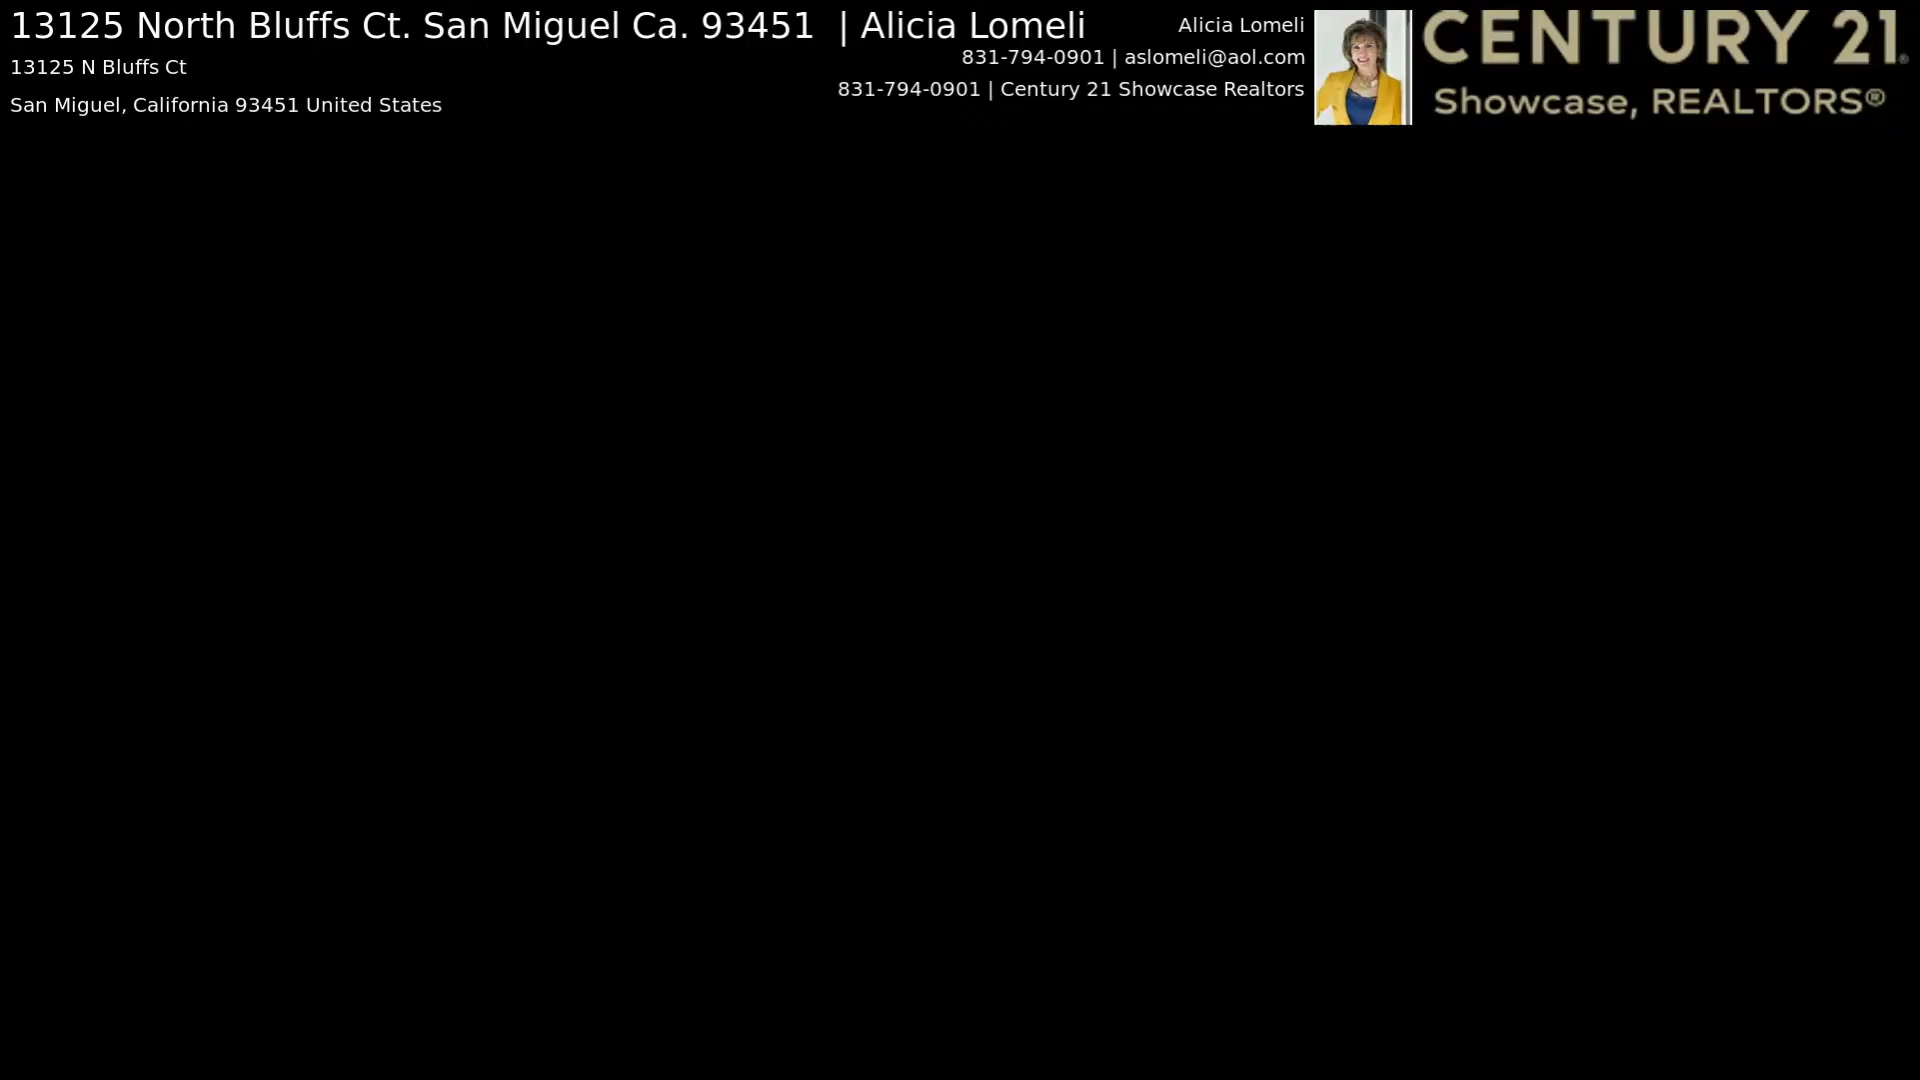 13125 North Bluffs Ct. San Miguel Ca. 93451 | Alicia Lomeli
13125 N Bluffs Ct
San Miguel, California 93451 United States
Alicia Lomeli
831-794-0901 | aslomeli@aol.com
831-794-0901 | Century 21 Showcase Realtors
CENTURY 21®
Showcase, REALTORS®